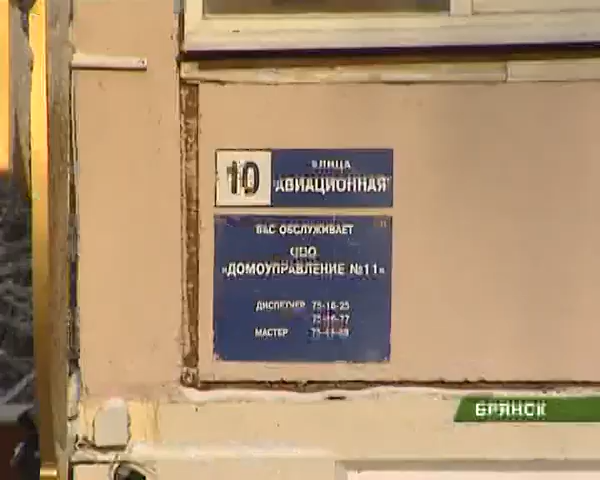 10
УЛИЦА
АВИАЦИОННАЯ
ВАС ОБСЛУЖИВАЕТ
ООО
«ДОМОУПРАВЛЕНИЕ №11»
ДИСПЕТЧЕР 75-16-25
МАСТЕР
БРЯНСК